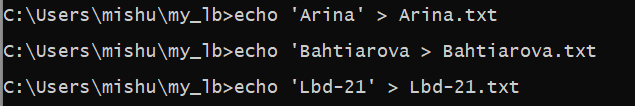 C:\Users\mishu\my_lb>echo 'Arina' > Arina.txt
C:\Users\mishu\my_lb>echo 'Bahtiarova > Bahtiarova.txt
C:\Users\mishu\my_lb>echo 'Lbd-21' > Lbd-21.txt